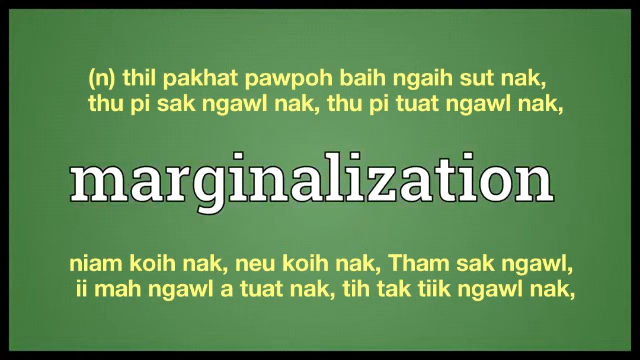 (n) thil pakhat pawpoh baih ngaih sut nak,
thu pi sak ngawl nak, thu pi tuat ngawl nak,
marginalization
niam koih nak, neu koih nak, Tham sak ngawl,
ii mah ngawl a tuat nak, tih tak tiik ngawl nak,